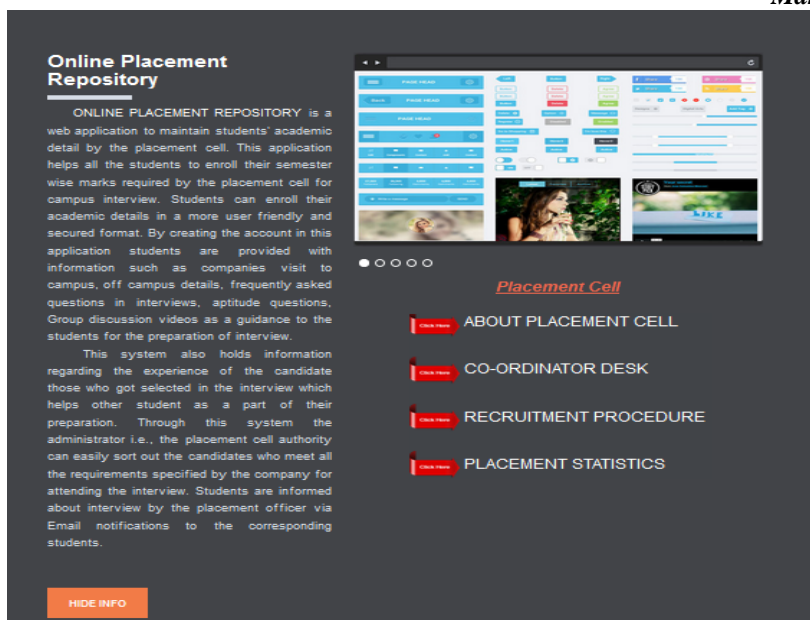 Online Placement
Repository
ONLINE PLACEMENT REPOSITORY is a
web application to maintain students' academic
detail by the placement cell. This application
helps all the students to enroll their semester
wise marks required by the placement cell for
campus interview. Students can enroll their
academic details in a more user friendly and
secured format. By creating the account in this
application students are provided with
information such as companies visit to
campus, off campus details, frequently asked
questions in interviews, aptitude questions,
Group discussion videos as a guidance to the
students for the preparation of interview.
This system also holds information
regarding the experience of the candidate
those who got selected in the interview which
helps other student as a part of their
preparation. Through this system the
administrator i.e., the placement cell authority
can easily sort out the candidates who meet all
the requirements specified by the company for
attending the interview. Students are informed
about interview by the placement officer via
Email notifications to the corresponding
students.
HIDE INFO
PAGE HEAD
PAGE HEAD
PAGE HEAD
LIKE
Placement Cell
Click Here ABOUT PLACEMENT CELL
Click Here CO-ORDINATOR DESK
Click Here RECRUITMENT PROCEDURE
Click Here PLACEMENT STATISTICS